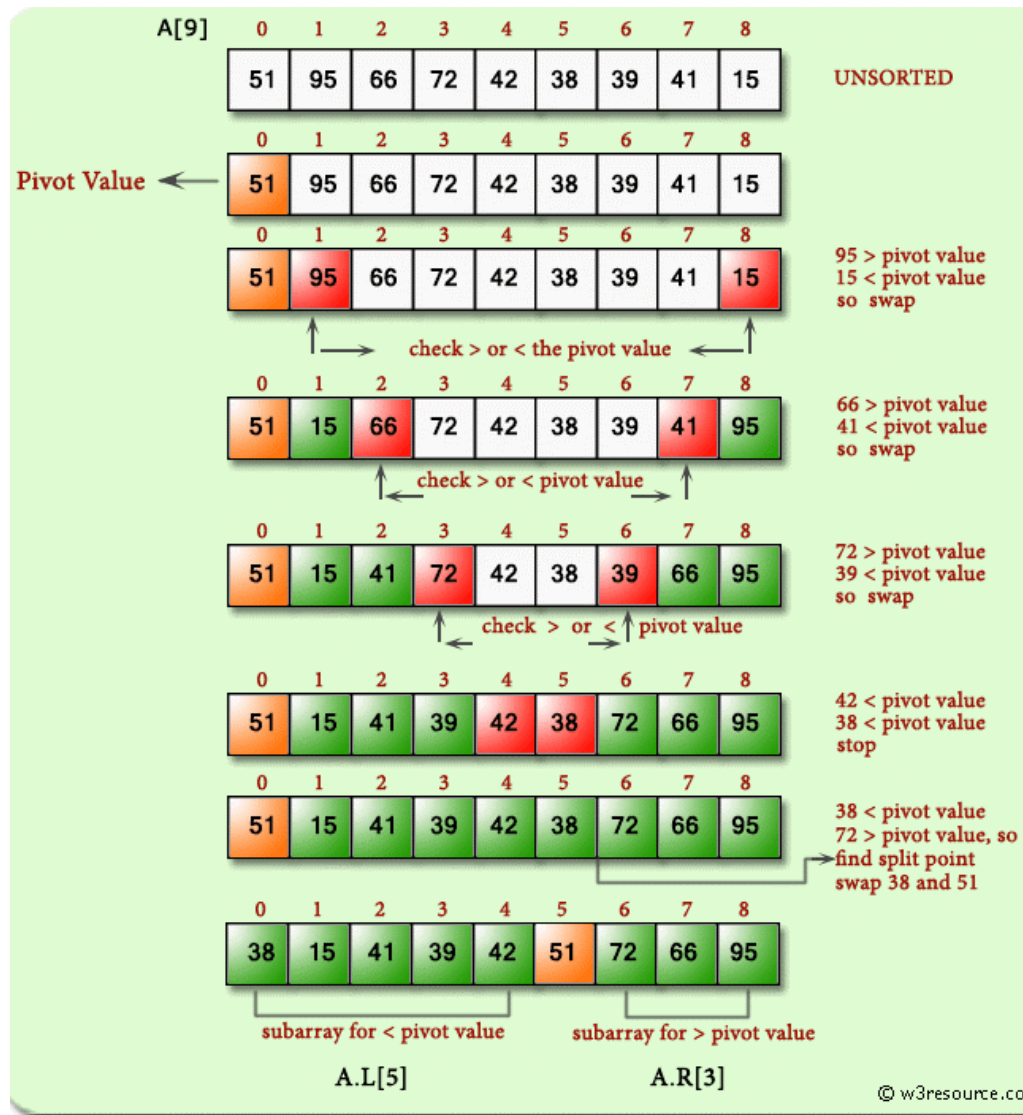 A[9] 0 1 2 3 4 5 6 7 8
51 95 66 72 42 38 39 41 15 UNSORTED
0 1 2 3 4 5 6 7 8
Pivot Value 51 95 66 72 42 38 39 41 15
0 1 2 3 4 5 6 7 8
51 95 66 72 42 38 39 41 15
95 > pivot value
15 < pivot value
so swap
check > or < the pivot value
0 1 2 3 4 5 6 7 8
51 15 66 72 42 38 39 41 95
66 > pivot value
41 < pivot value
so swap
check > or < pivot value
0 1 2 3 4 5 6 7 8
51 15 41 72 42 38 39 66 95
72 > pivot value
39 < pivot value
so swap
check > or < pivot value
0 1 2 3 4 5 6 7 8
51 15 41 39 42 38 72 66 95
42 < pivot value
38 < pivot value
stop
0 1 2 3 4 5 6 7 8
51 15 41 39 42 38 72 66 95
38 < pivot value
72 > pivot value, so
find split point
swap 38 and 51
0 1 2 3 4 5 6 7 8
38 15 41 39 42 51 72 66 95
subarray for < pivot value subarray for > pivot value
A.L[5] A.R[3]
© w3resource.co